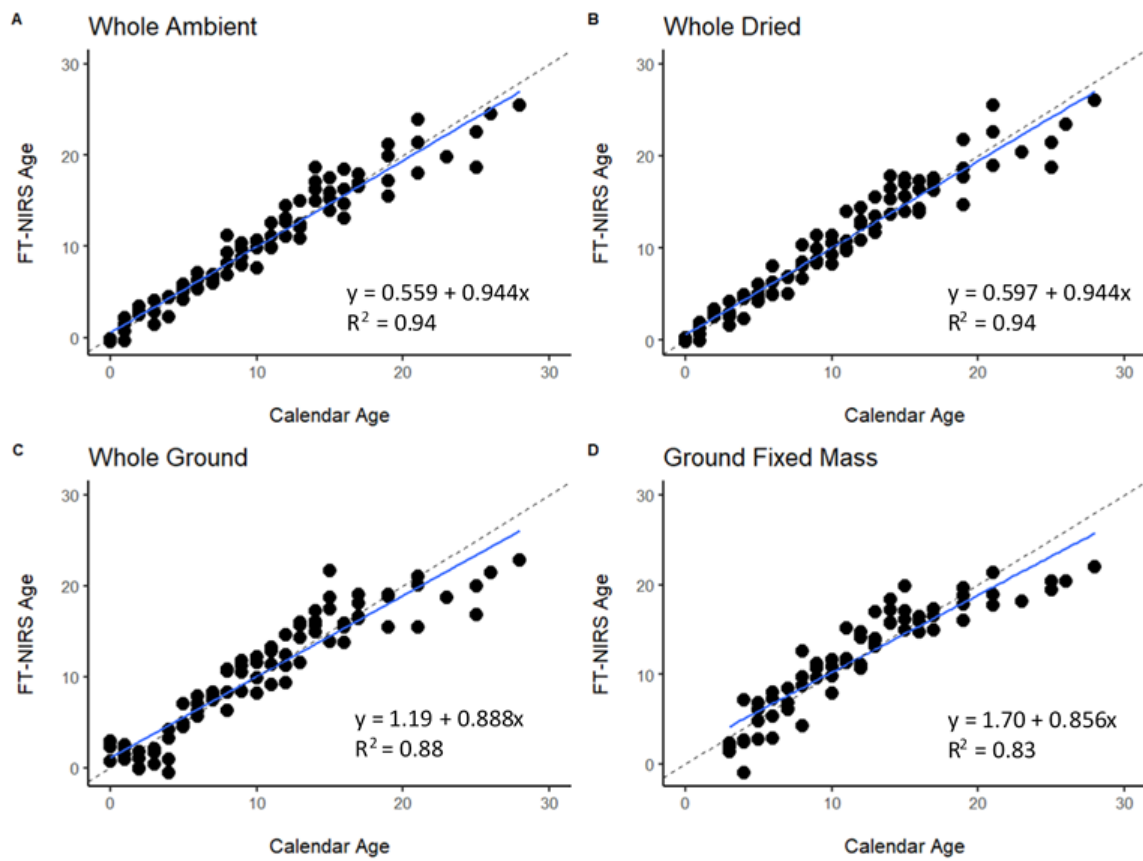 A
Whole Ambient
30
20
10
0
FT-NIRS Age
y = 0.559 + 0.944x
R² = 0.94
0 10 20 30
Calendar Age
B
Whole Dried
30
20
10
0
FT-NIRS Age
y = 0.597 + 0.944x
R² = 0.94
0 10 20 30
Calendar Age
C
Whole Ground
30
20
10
0
FT-NIRS Age
y = 1.19 + 0.888x
R² = 0.88
0 10 20 30
Calendar Age
D
Ground Fixed Mass
30
20
10
0
FT-NIRS Age
y = 1.70 + 0.856x
R² = 0.83
0 10 20 30
Calendar Age